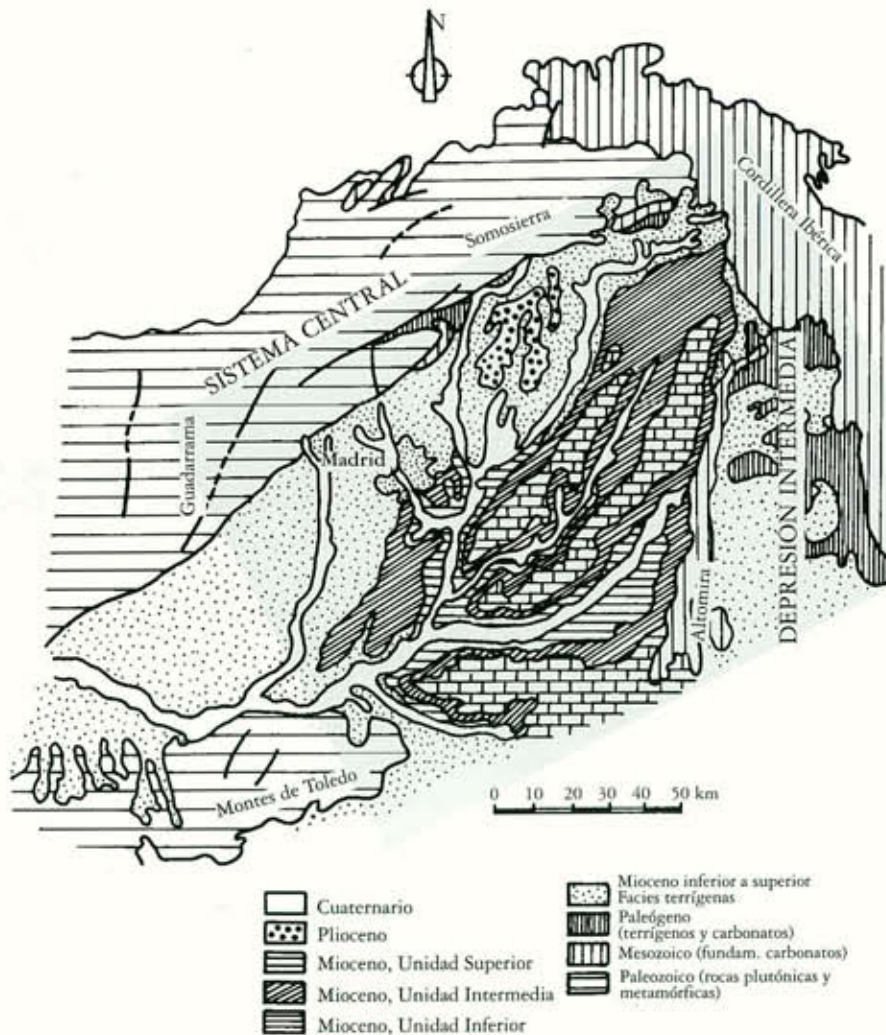 N
Cordillera Ibérica
Somosierra
SISTEMA CENTRAL
Guadarrama
Madrid
DEPRESIÓN INTERMEDIA
Altomira
Montes de Toledo
0 10 20 30 40 50 km
Cuaternario
Plioceno
Mioceno, Unidad Superior
Mioceno, Unidad Intermedia
Mioceno, Unidad Inferior
Mioceno inferior a superior
Facies terrígenas
Paleógeno
(terrígenos y carbonatos)
Mesozoico (fundam. carbonatos)
Paleozoico (rocas plutónicas y
metamórficas)